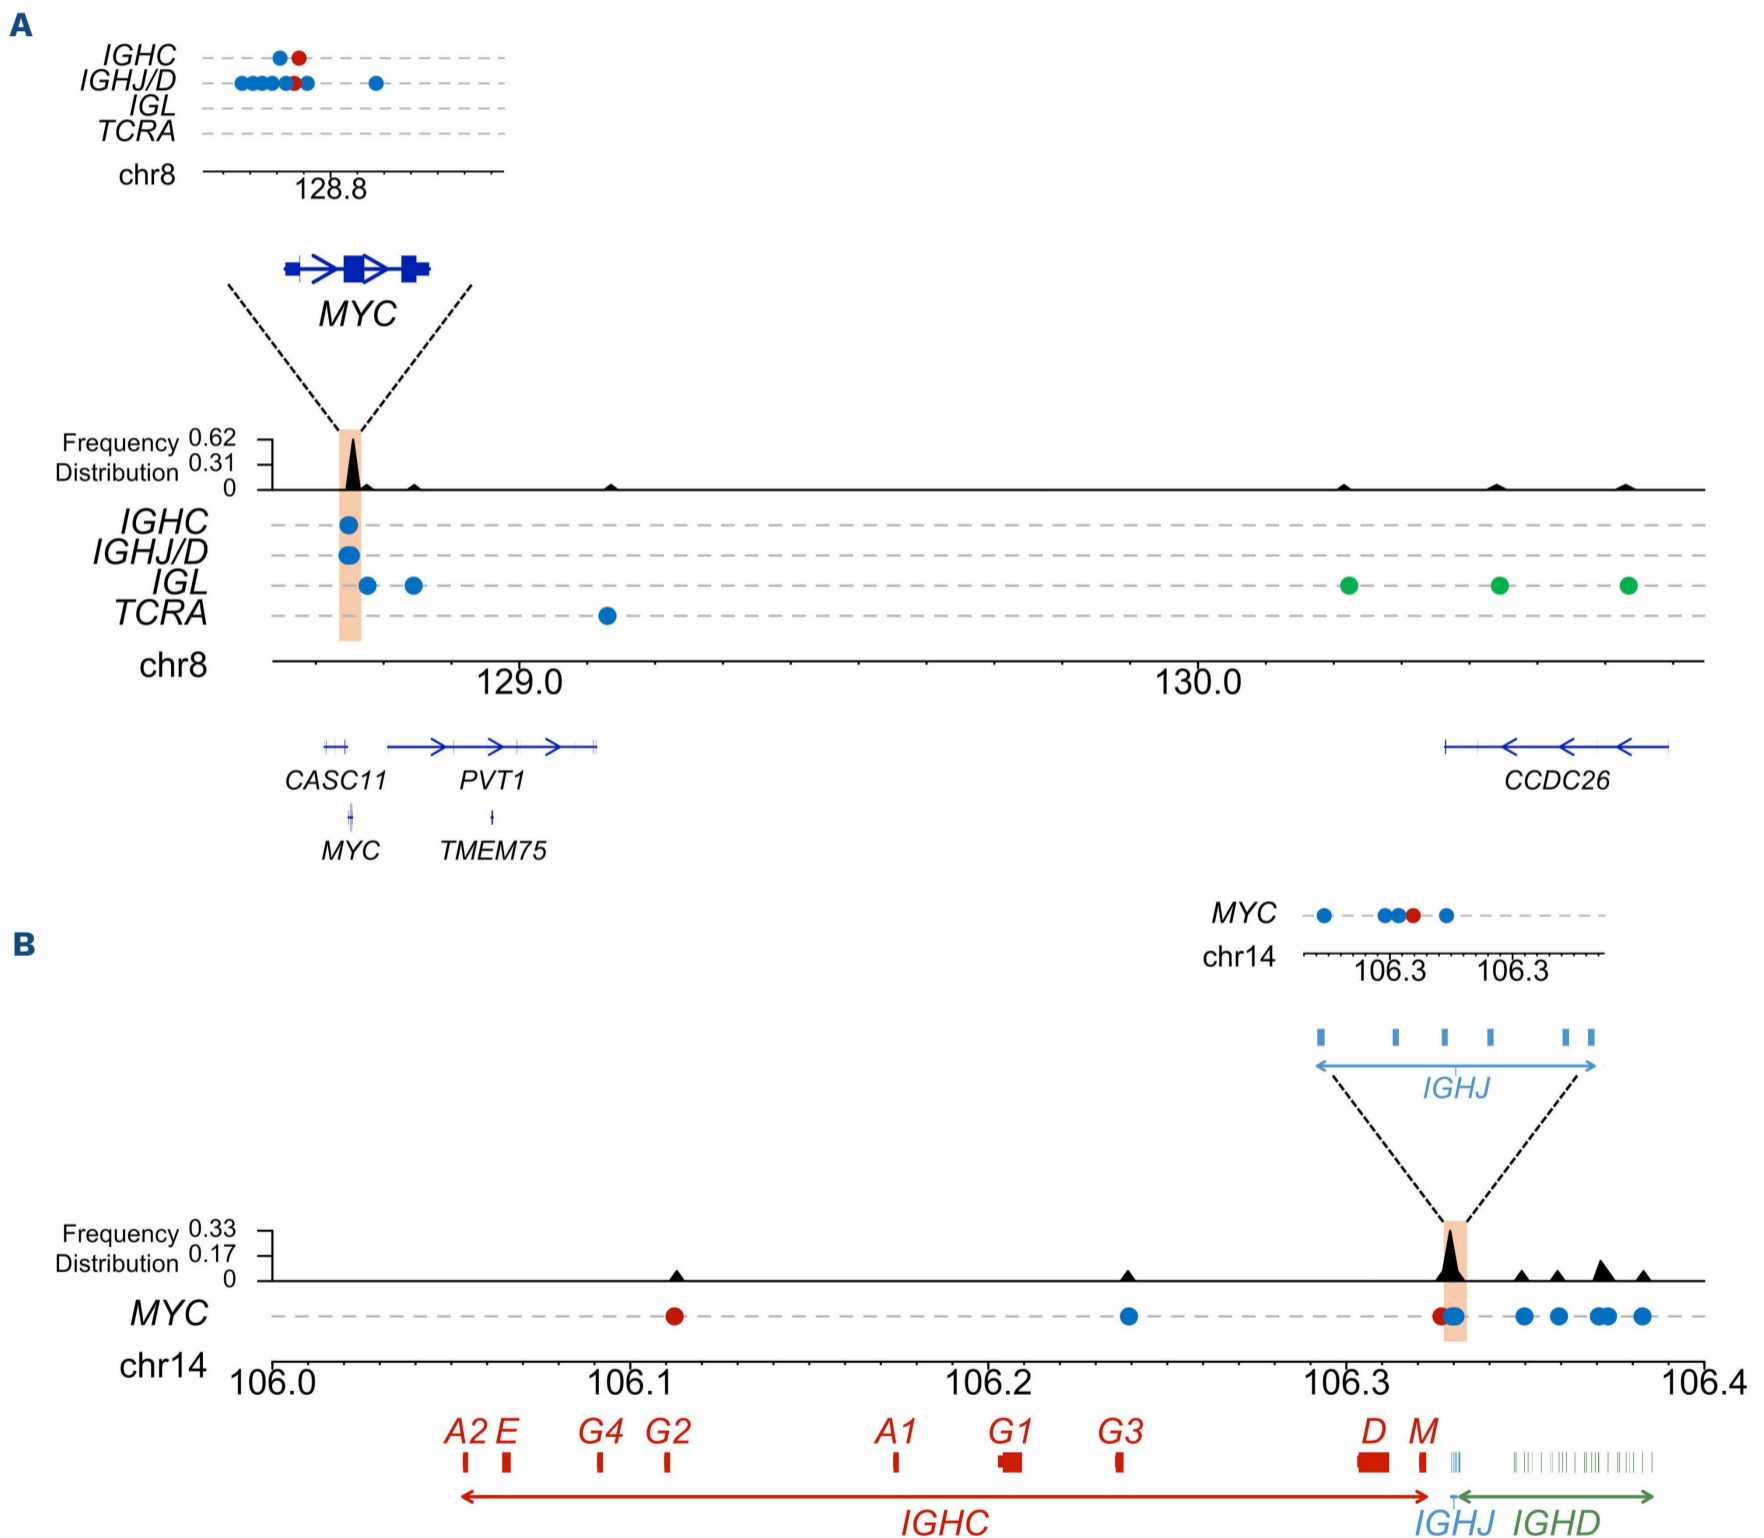 A
IGHC
IGHJ/D
IGL
TCRA
chr8
128.8
MYC
Frequency Distribution
0.62
0.31
0
IGHC
IGHJ/D
IGL
TCRA
chr8
129.0 130.0
CASC11 PVT1 CCDC26
MYC TMEM75
B
MYC
chr14
106.3 106.3
IGHJ
Frequency Distribution
0.33
0.17
0
MYC
chr14
106.0 106.1 106.2 106.3 106.4
A2 E G4 G2 A1 G1 G3 D M
IGHC IGHJ IGHD